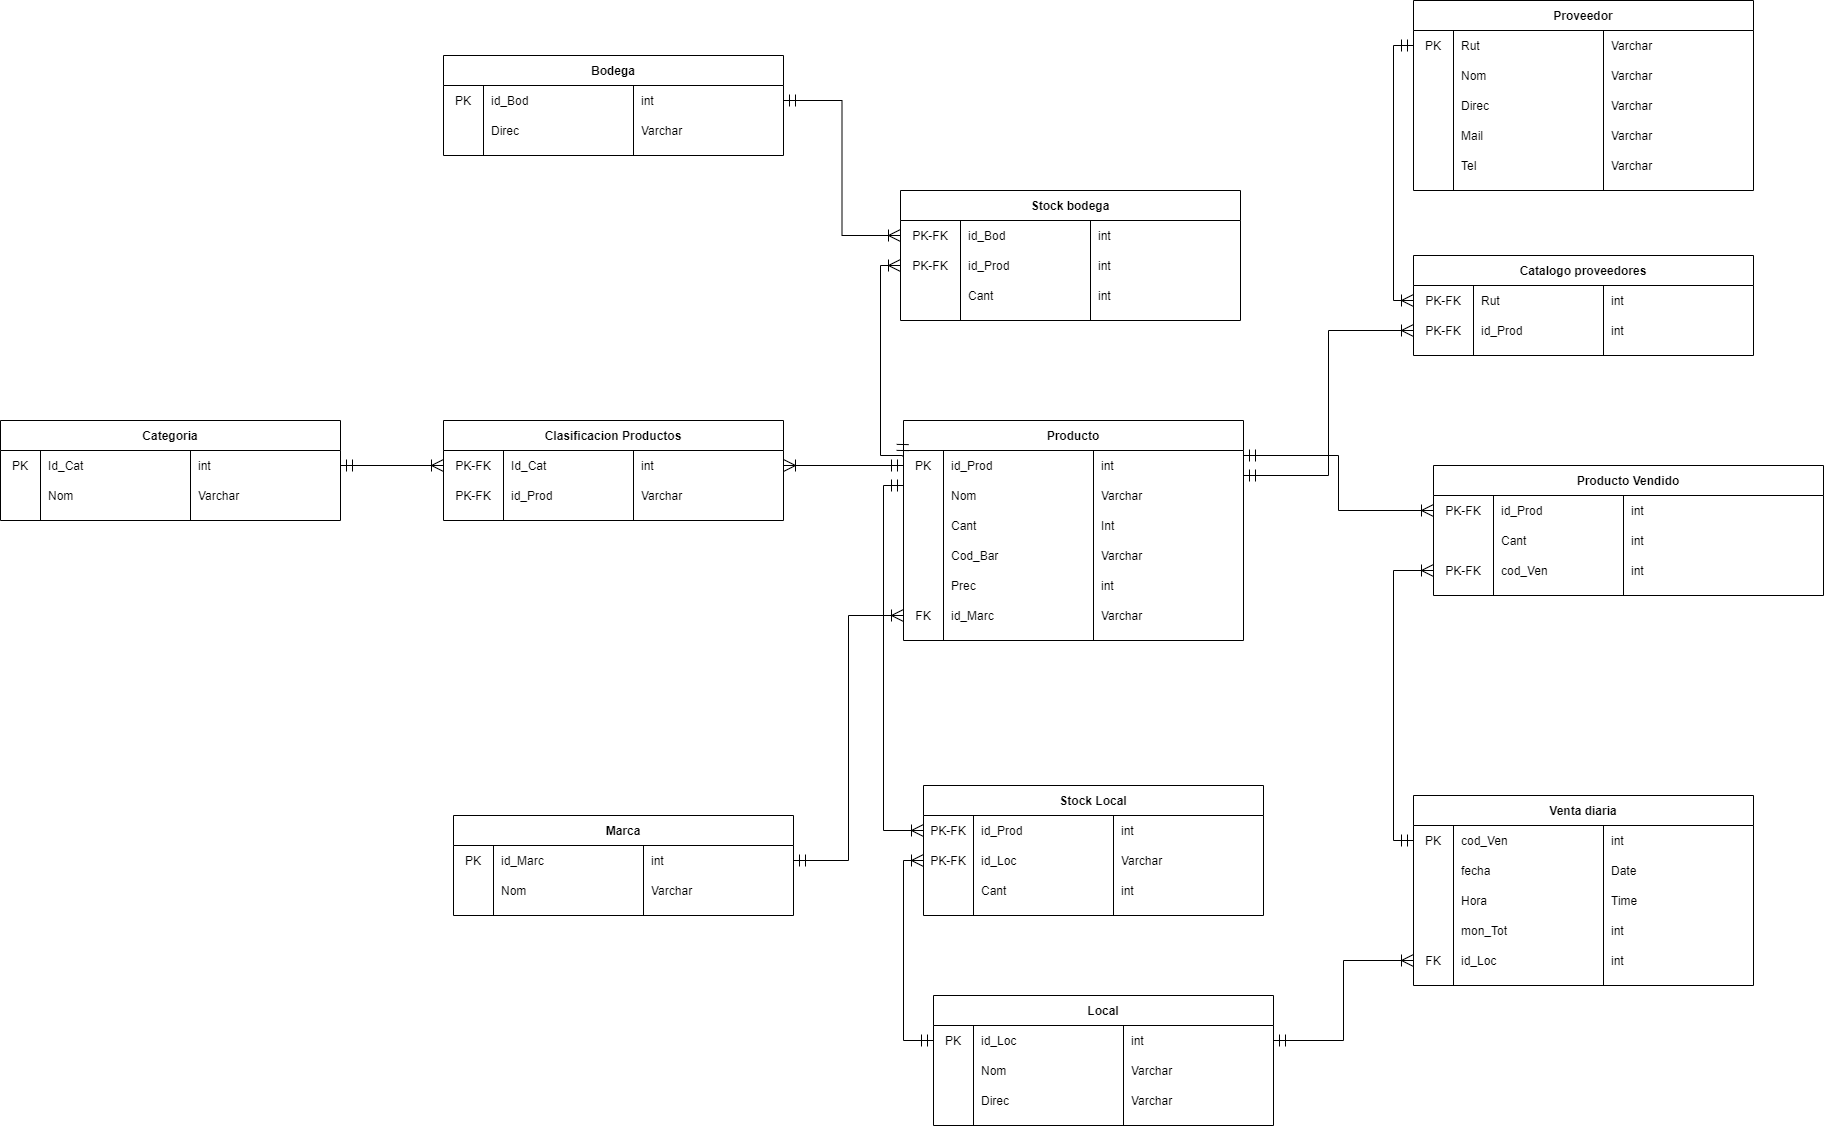 Proveedor
PK Rut Varchar
Nom Varchar
Direc Varchar
Mail Varchar
Tel Varchar
Bodega
PK id_Bod int
Direc Varchar
Stock bodega
PK-FK id_Bod int
PK-FK id_Prod int
Cant int
Catalogo proveedores
PK-FK Rut int
PK-FK id_Prod int
Categoria
PK Id_Cat int
Nom Varchar
Clasificacion Productos
PK-FK Id_Cat int
PK-FK id_Prod Varchar
Producto
PK id_Prod int
Nom Varchar
Cant Int
Cod_Bar Varchar
Prec int
FK id_Marc Varchar
Producto Vendido
PK-FK id_Prod int
Cant int
PK-FK cod_Ven int
Marca
PK id_Marc int
Nom Varchar
Stock Local
PK-FK id_Prod int
PK-FK id_Loc Varchar
Cant int
Venta diaria
PK cod_Ven int
fecha Date
Hora Time
mon_Tot int
FK id_Loc int
Local
PK id_Loc int
Nom Varchar
Direc Varchar